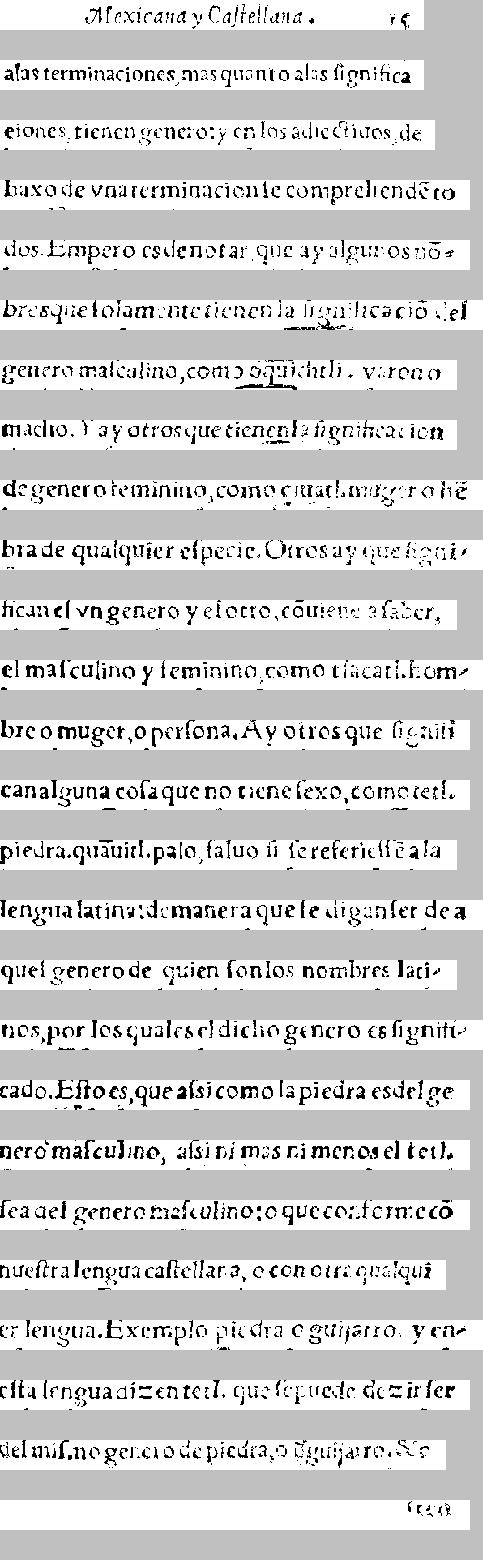 Mexicana y Castellana. 15
alas terminaciones, mas quanto alas significa
ciones, tienen genero: y en los adiectiuos, de
baxo de vna terminacion se comprehendē to
dos. Empero es de notar, que ay algunos nō-
bres que solamente tienen la significaciō del
genero masculino, como oq̄uichtli. varon o
macho. Y ay otros que tienen la significacion
de genero feminino, como çiuatl. muger o hē
bra de qualquier especie. Otros ay que signi-
fican el vn genero y el otro, cōuiene a saber,
el masculino y feminino, como tlacatl. hom-
bre o muger, o persona. Ay otros que signifi
can alguna cosa que no tiene sexo, como tetl.
piedra. quauitl. palo, saluo si se refériessē ala
lengua latina: de manera que se digan ser de a
quel genero de quien son los nombres lati-
nos, por los quales el dicho genero es signifi-
cado. Esto es, que assi como la piedra es del ge
nero masculino, assi ni mas ni menos el tetl.
sea del genero masculino: o que conforme cō
nuestra lengua castellana, o con otra qualqui
er lengua. Exemplo piedra o guijarro. y en-
esta lengua dizen tetl. que se puede dezir ser
del mismo genero de piedra, o guijarro.